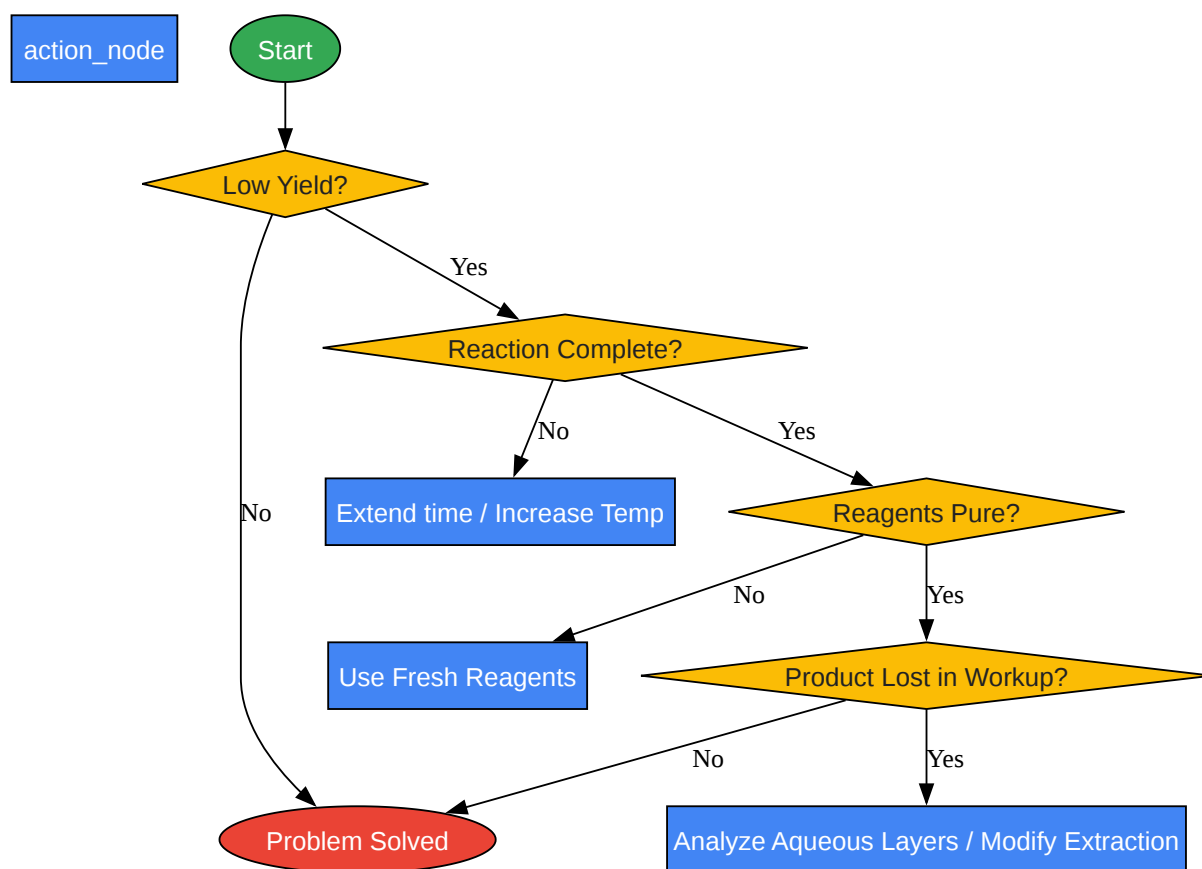 action_node
Start
Low Yield?
Yes
Reaction Complete?
No
Yes
Extend time / Increase Temp
No
Reagents Pure?
No
Yes
Use Fresh Reagents
Product Lost in Workup?
No
Yes
Problem Solved
Analyze Aqueous Layers / Modify Extraction